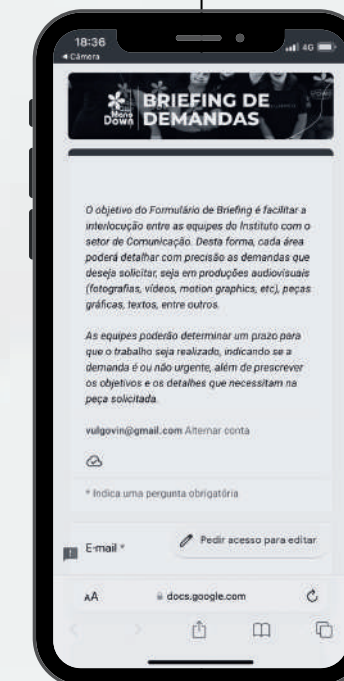 18:36
4G
◀ Câmera
Mano
Down
BRIEFING DE
DEMANDAS
O objetivo do Formulário de Briefing é facilitar a
interlocução entre as equipes do Instituto com o
setor de Comunicação. Desta forma, cada área
poderá detalhar com precisão as demandas que
deseja solicitar, seja em produções audiovisuais
(fotografias, vídeos, motion graphics, etc), peças
gráficas, textos, entre outros.
As equipes poderão determinar um prazo para
que o trabalho seja realizado, indicando se a
demanda é ou não urgente, além de prescrever
os objetivos e os detalhes que necessitam na
peça solicitada.
vulgovin@gmail.com Alternar conta
* Indica uma pergunta obrigatória
E-mail *
Pedir acesso para editar
AA
docs.google.com